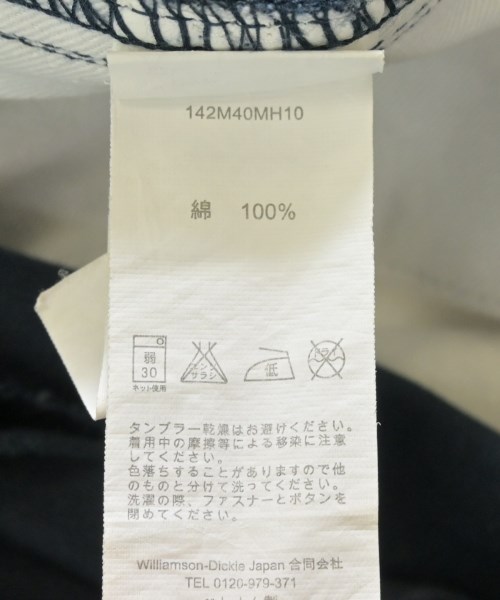 142M40MH10
綿 100%
弱
30
ネット使用
エンソ
サラシ
低
ドライ
タンブラー乾燥はお避けください。
着用中の摩擦等による移染に注意
してください。
色落ちすることがありますので他
のものと分けて洗ってください。
洗濯の際、ファスナーとボタンを
閉めてください。
Williamson-Dickie Japan 合同会社
TEL 0120-979-371